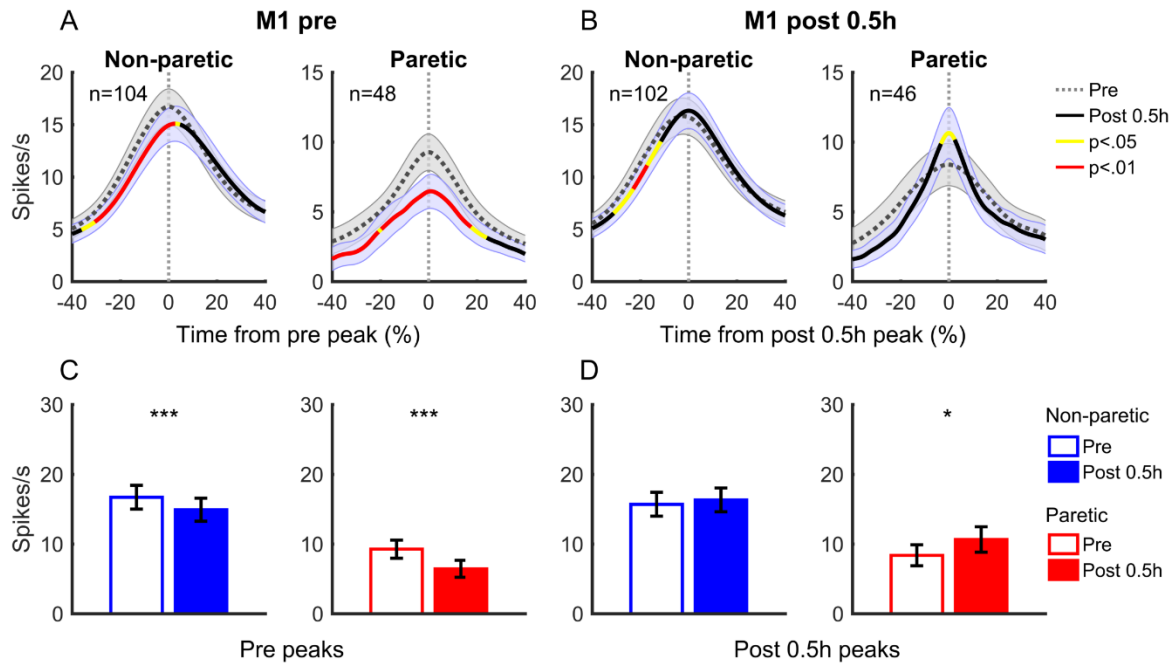 A M1 pre B M1 post 0.5h
Non-paretic Paretic Non-paretic Paretic
20 15 20 15
n=104 n=48 n=102 n=46
15 10 15 10
10 10
5 5 5 5
0 0 0 0
Spikes/s
-40 -20 0 20 40 -40 -20 0 20 40 -40 -20 0 20 40 -40 -20 0 20 40
Time from pre peak (%) Time from post 0.5h peak (%)
Pre
Post 0.5h
p<.05
p<.01
C D
30 30 30 30
*** *** *
20 20 20 20
10 10 10 10
0 0 0 0
Spikes/s
Pre peaks Post 0.5h peaks
Non-paretic
Pre
Post 0.5h
Paretic
Pre
Post 0.5h